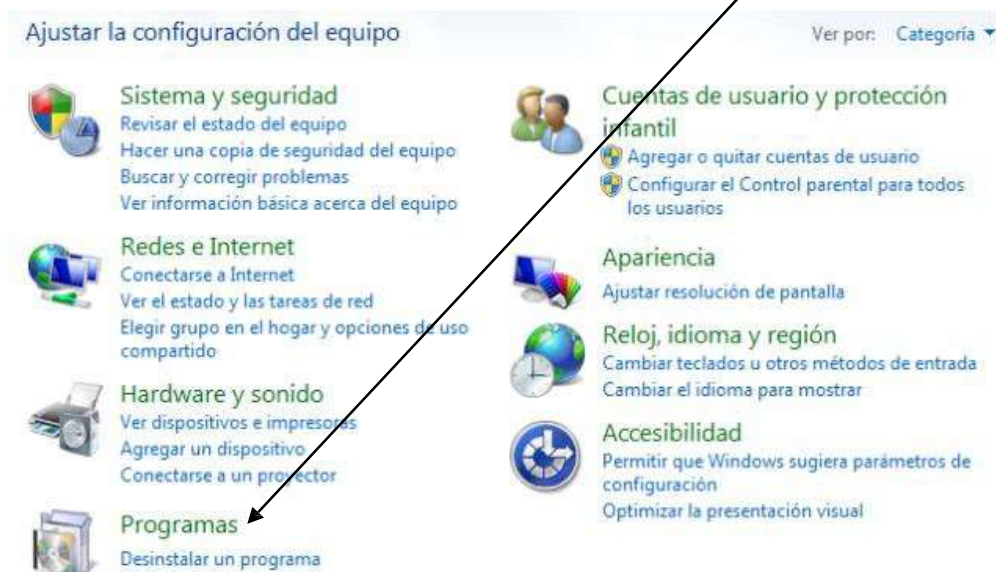 Ajustar la configuración del equipo
Ver por: Categoría
Sistema y seguridad
Revisar el estado del equipo
Hacer una copia de seguridad del equipo
Buscar y corregir problemas
Ver información básica acerca del equipo
Redes e Internet
Conectarse a Internet
Ver el estado y las tareas de red
Elegir grupo en el hogar y opciones de uso
compartido
Hardware y sonido
Ver dispositivos e impresoras
Agregar un dispositivo
Conectarse a un proyector
Programas
Desinstalar un programa
Cuentas de usuario y protección
infantil
Agregar o quitar cuentas de usuario
Configurar el Control parental para todos
los usuarios
Apariencia
Ajustar resolución de pantalla
Reloj, idioma y región
Cambiar teclados u otros métodos de entrada
Cambiar el idioma para mostrar
Accesibilidad
Permitir que Windows sugiera parámetros de
configuración
Optimizar la presentación visual